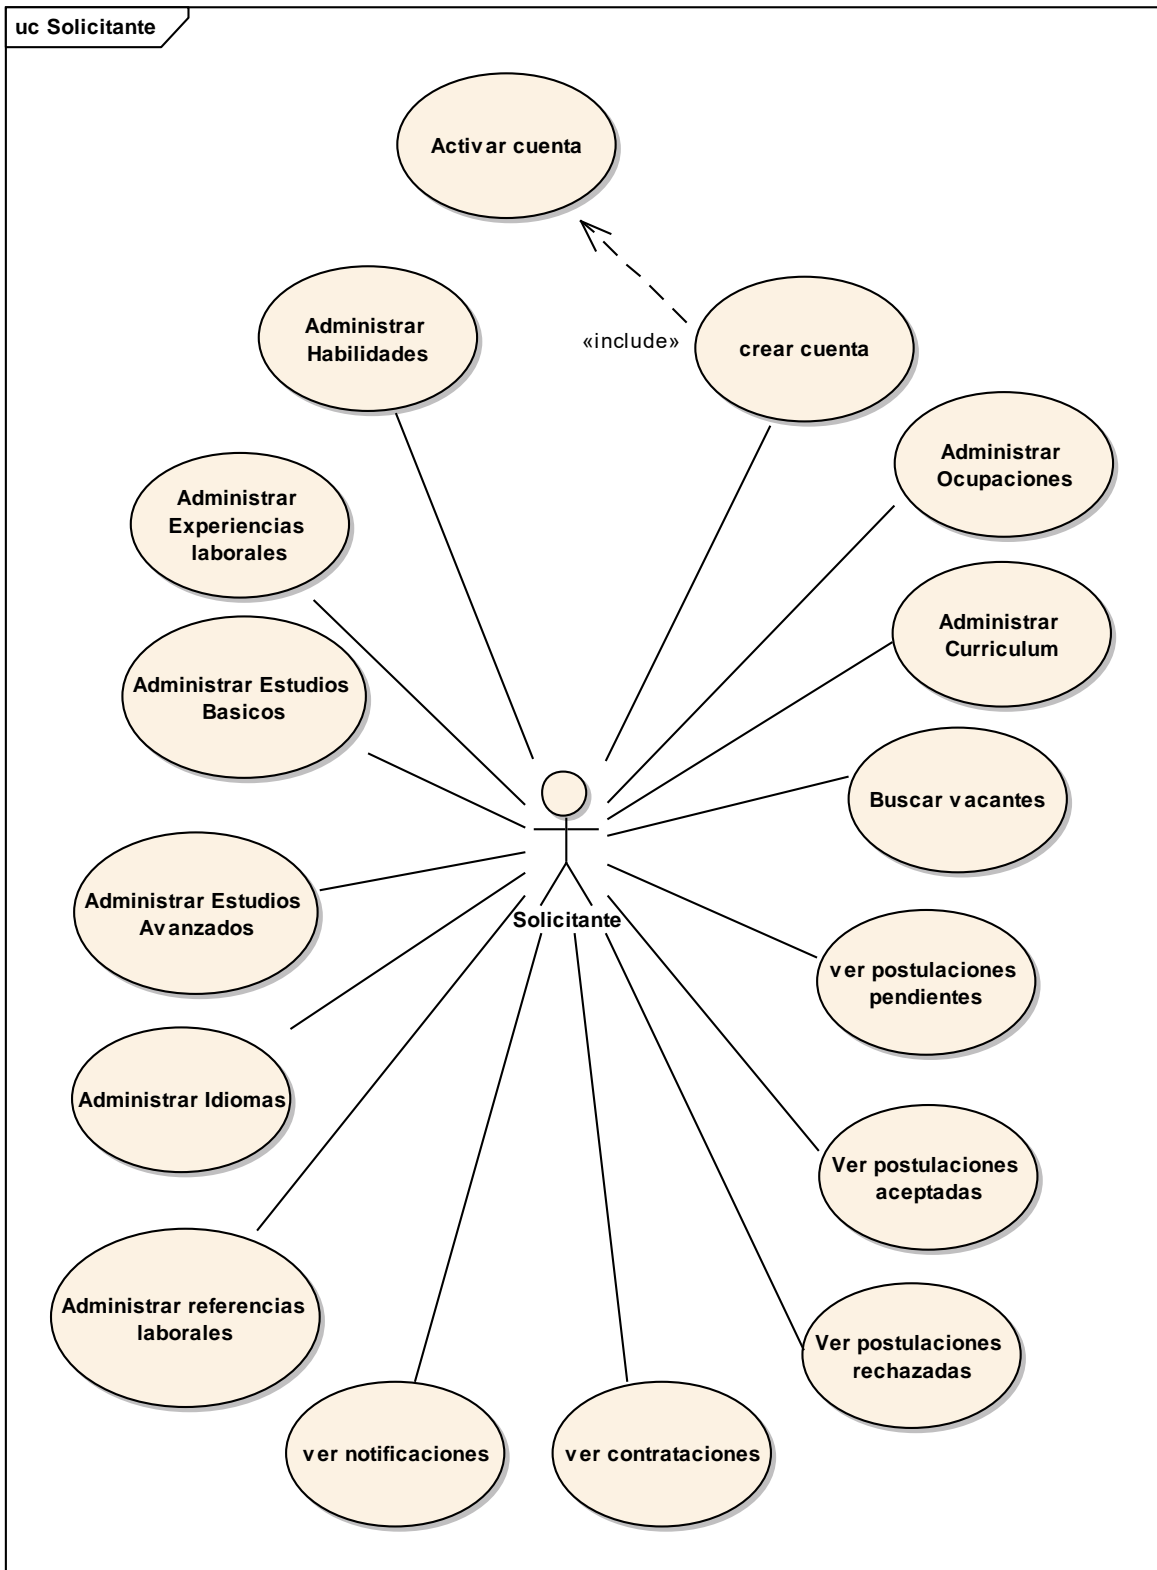 uc Solicitante
Activar cuenta
Administrar
Habilidades
«include»
crear cuenta
Administrar
Ocupaciones
Administrar
Experiencias
laborales
Administrar
Curriculum
Administrar Estudios
Basicos
Buscar vacantes
Administrar Estudios
Avanzados
Solicitante
ver postulaciones
pendientes
Administrar Idiomas
Ver postulaciones
aceptadas
Administrar referencias
laborales
Ver postulaciones
rechazadas
ver notificaciones
ver contrataciones